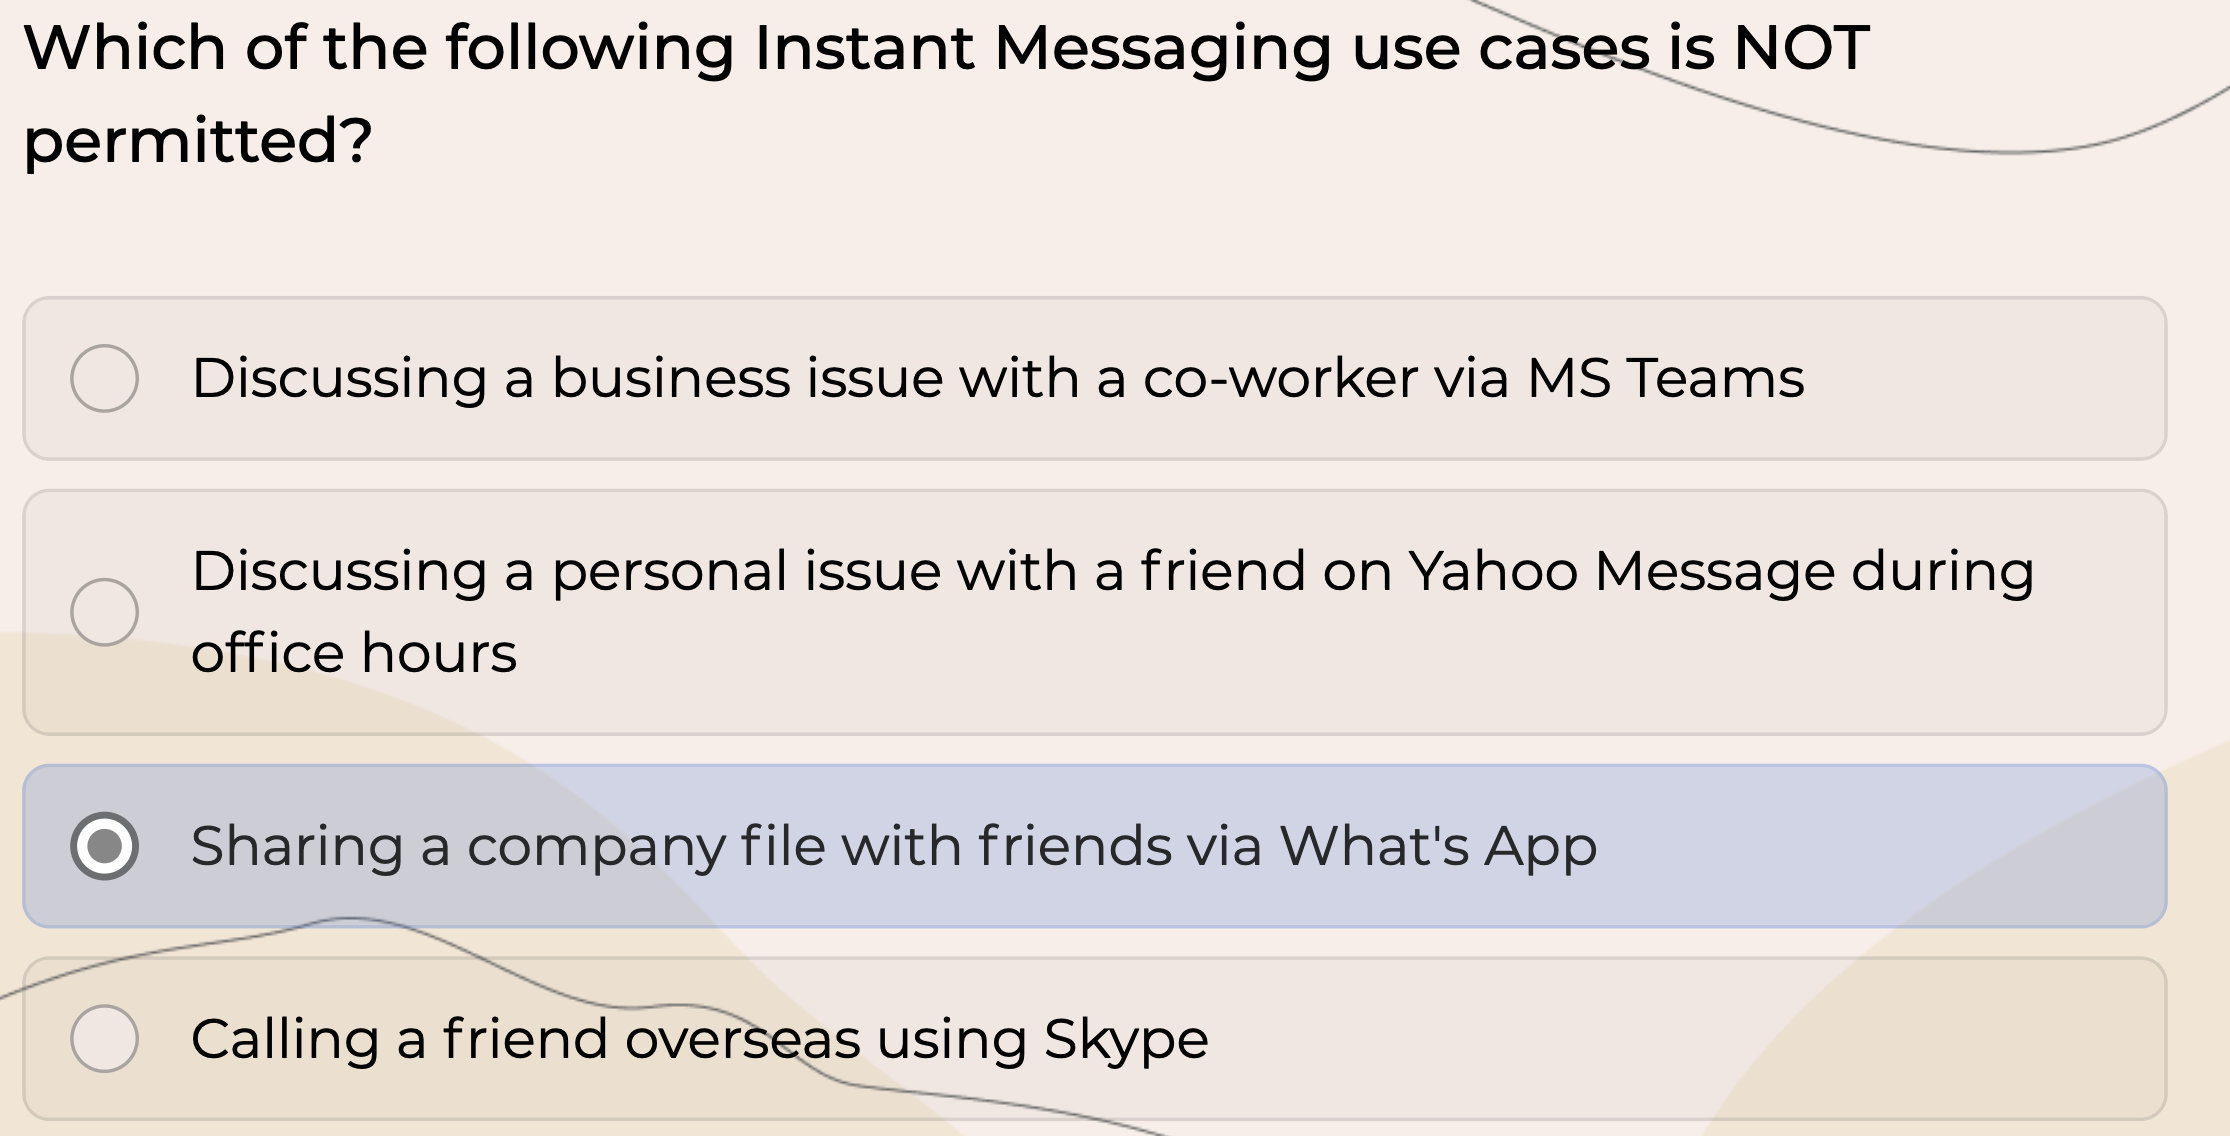 Which of the following Instant Messaging use cases is NOT
permitted?
Discussing a business issue with a co-worker via MS Teams
Discussing a personal issue with a friend on Yahoo Message during
office hours
Sharing a company file with friends via What's App
Calling a friend overseas using Skype